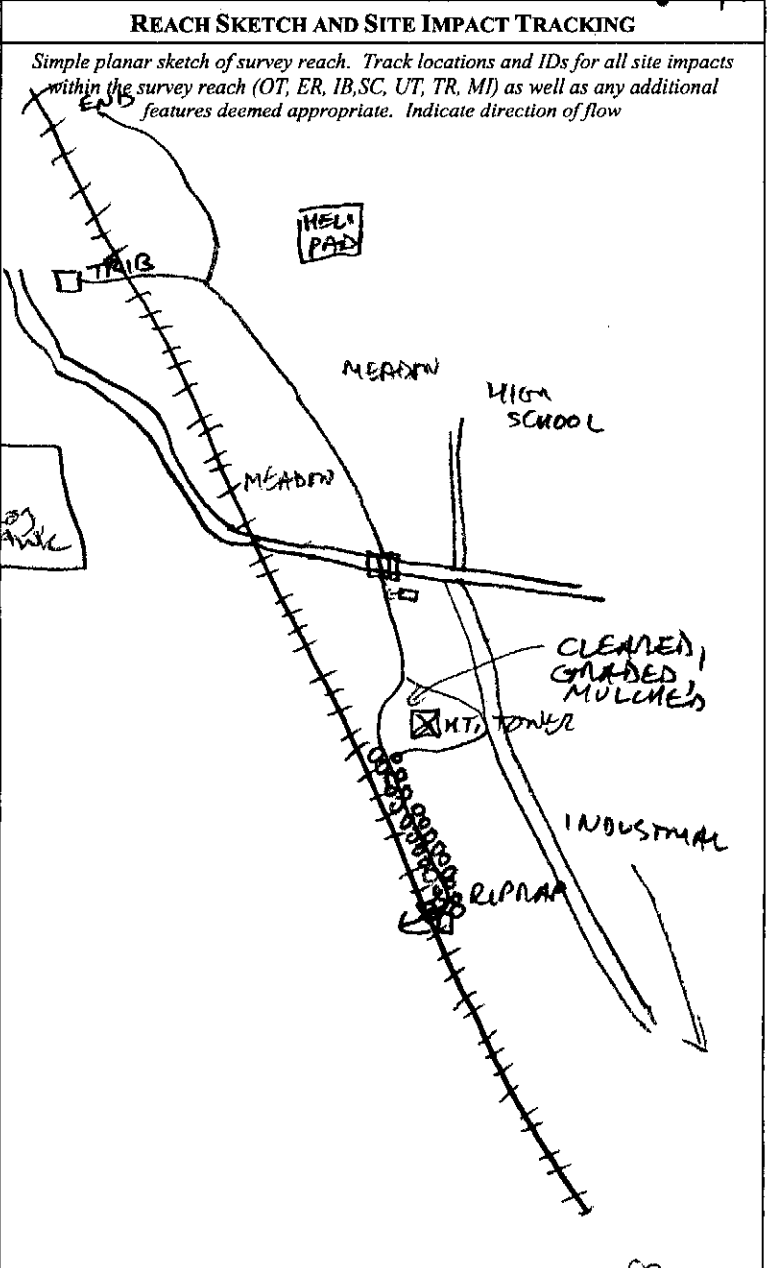 REACH SKETCH AND SITE IMPACT TRACKING
Simple planar sketch of survey reach. Track locations and IDs for all site impacts
within the survey reach (OT, ER, IB,SC, UT, TR, MI) as well as any additional
features deemed appropriate. Indicate direction of flow
END
HELI
PAD
TRIB
MEADOW
HIGH
SCHOOL
MEADOW
CLEARED,
GRADED,
MULCHED
HT, TOWER
INDUSTRIAL
RIPRAP